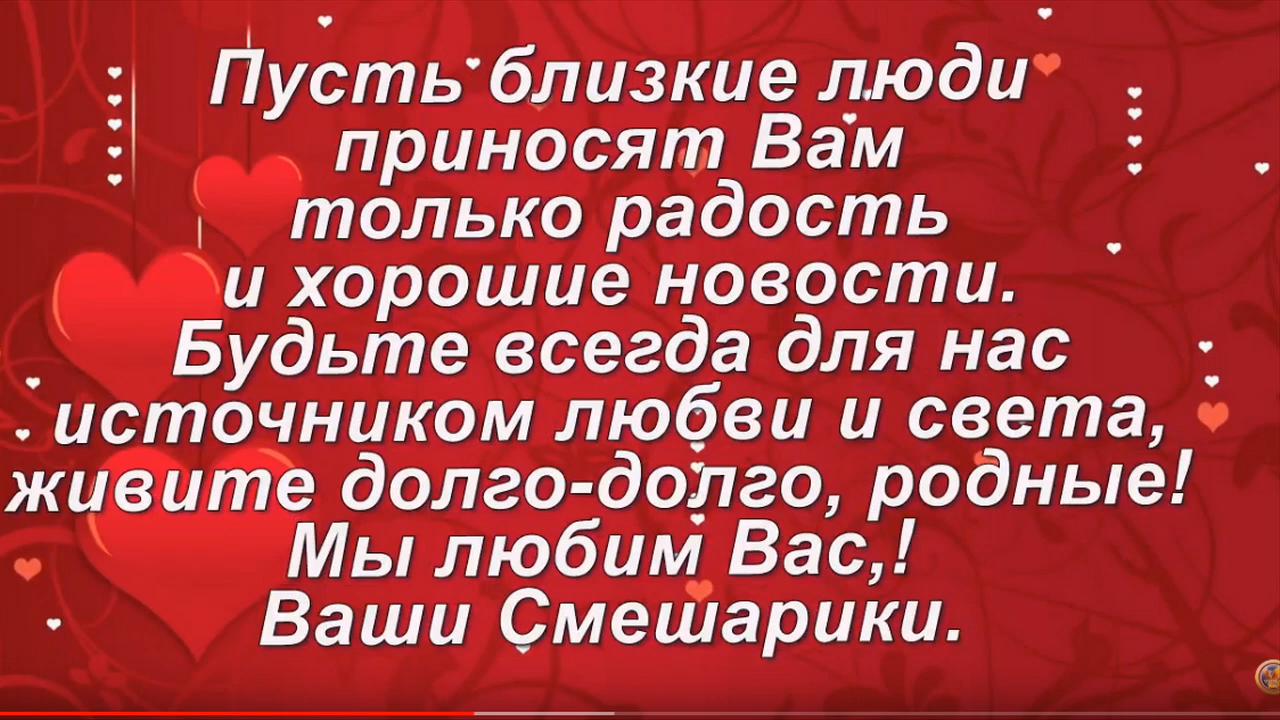 Пусть близкие люди
приносят Вам
только радость
и хорошие новости.
Будьте всегда для нас
источником любви и света,
живите долго-долго, родные!
Мы любим Вас,!
Ваши Смешарики.